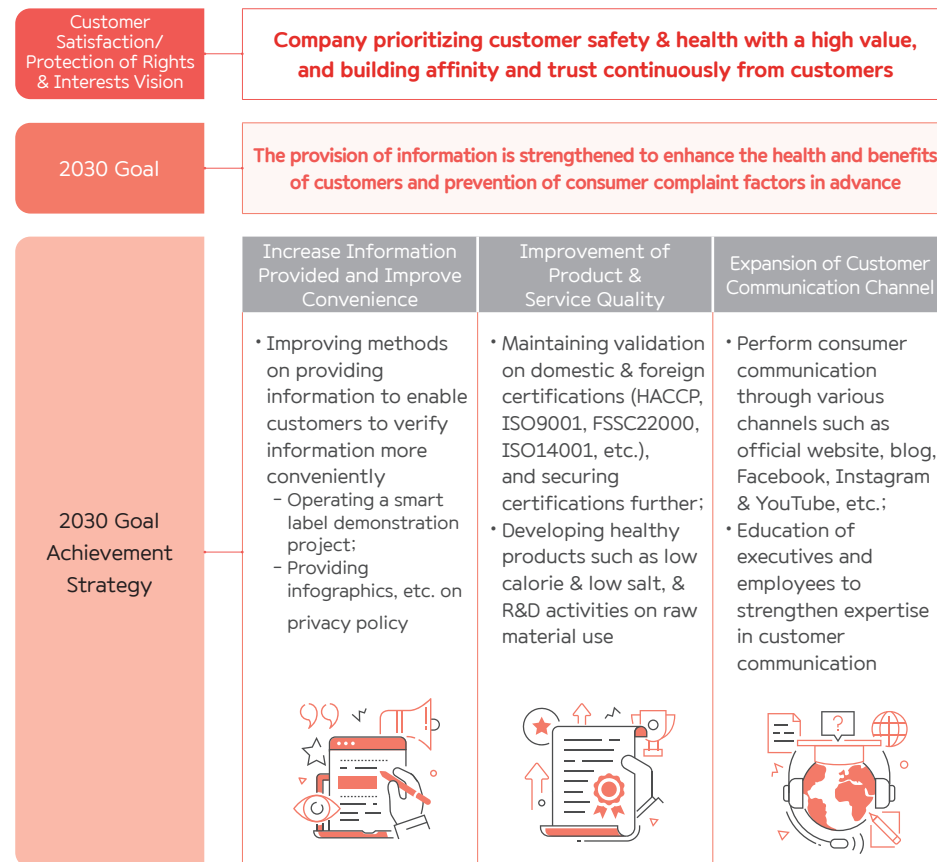 Customer
Satisfaction/
Protection of Rights
& Interests Vision
Company prioritizing customer safety & health with a high value,
and building affinity and trust continuously from customers
2030 Goal
The provision of information is strengthened to enhance the health and benefits
of customers and prevention of consumer complaint factors in advance
2030 Goal
Achievement
Strategy
Increase Information
Provided and Improve
Convenience
• Improving methods
on providing
information to enable
customers to verify
information more
conveniently
- Operating a smart
label demonstration
project;
- Providing
infographics, etc. on
privacy policy
Improvement of
Product &
Service Quality
• Maintaining validation
on domestic & foreign
certifications (HACCP,
ISO9001, FSSC22000,
ISO14001, etc.),
and securing
certifications further;
• Developing healthy
products such as low
calorie & low salt, &
R&D activities on raw
material use
Expansion of Customer
Communication Channel
• Perform consumer
communication
through various
channels such as
official website, blog,
Facebook, Instagram
& YouTube, etc.;
• Education of
executives and
employees to
strengthen expertise
in customer
communication
?